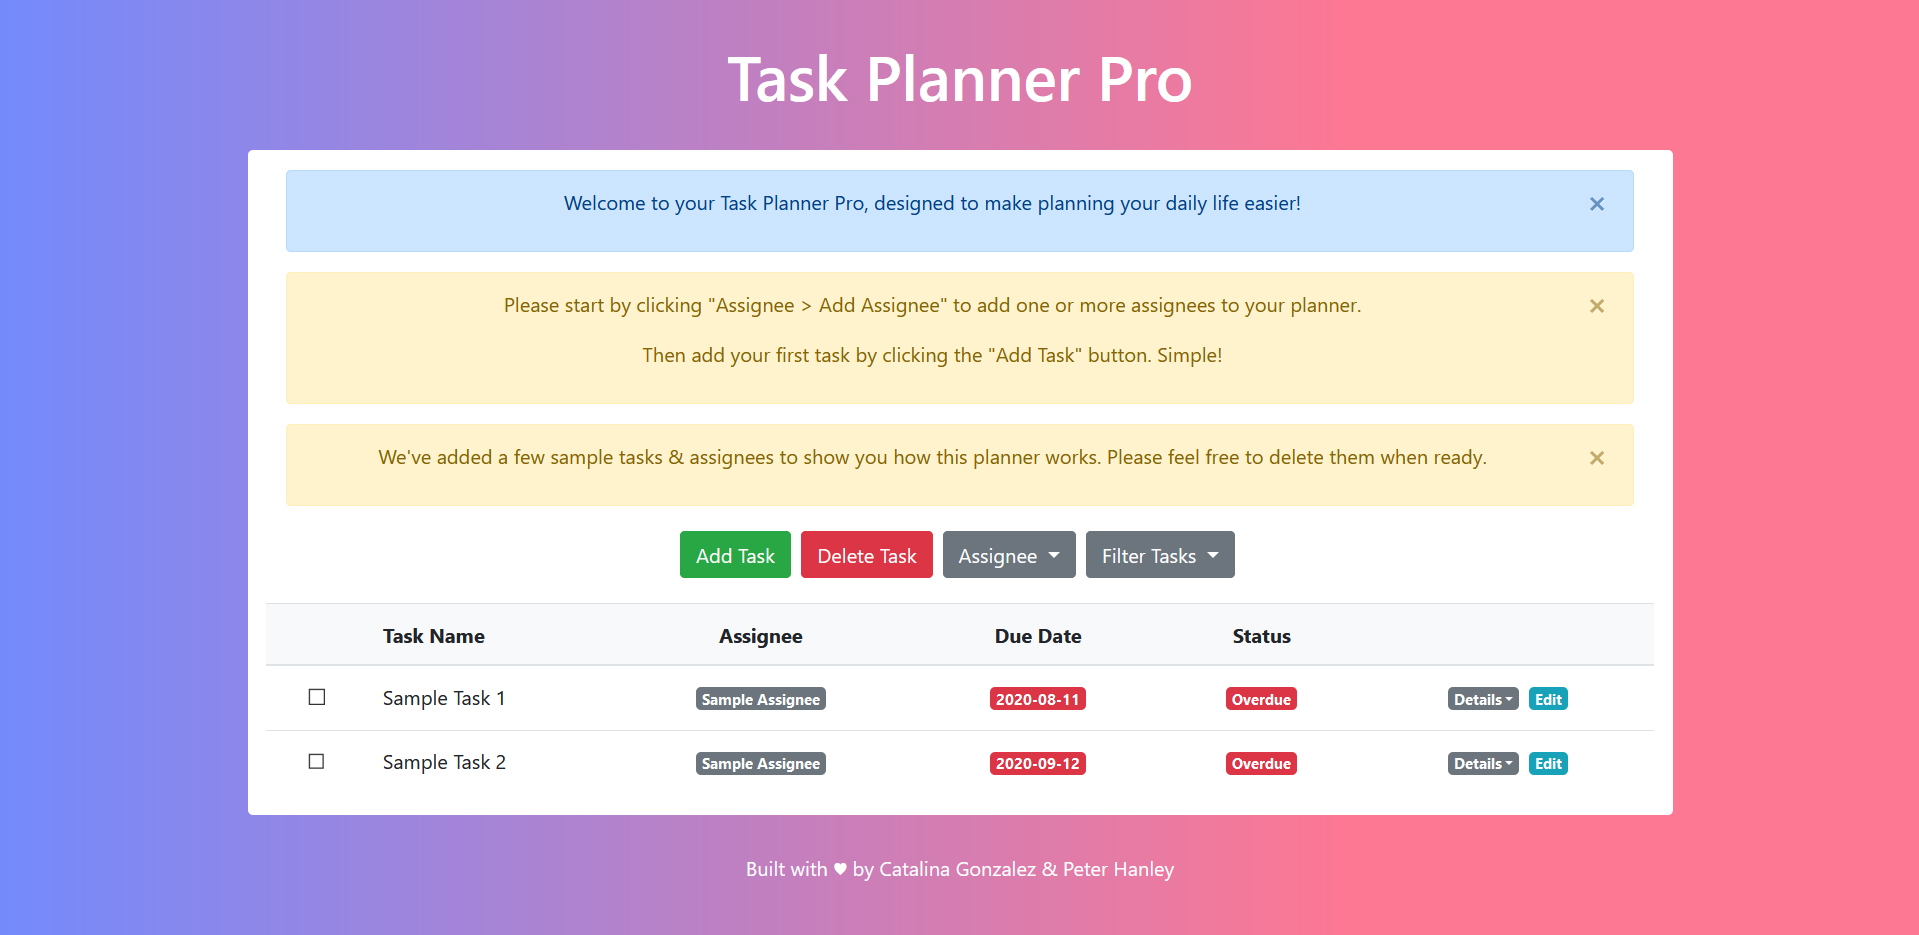 Task Planner Pro
Welcome to your Task Planner Pro, designed to make planning your daily life easier! ×
Please start by clicking "Assignee > Add Assignee" to add one or more assignees to your planner. ×
Then add your first task by clicking the "Add Task" button. Simple!
We've added a few sample tasks & assignees to show you how this planner works. Please feel free to delete them when ready. ×
Add Task Delete Task Assignee Filter Tasks
Task Name Assignee Due Date Status
Sample Task 1 Sample Assignee 2020-08-11 Overdue Details Edit
Sample Task 2 Sample Assignee 2020-09-12 Overdue Details Edit
Built with ♥ by Catalina Gonzalez & Peter Hanley